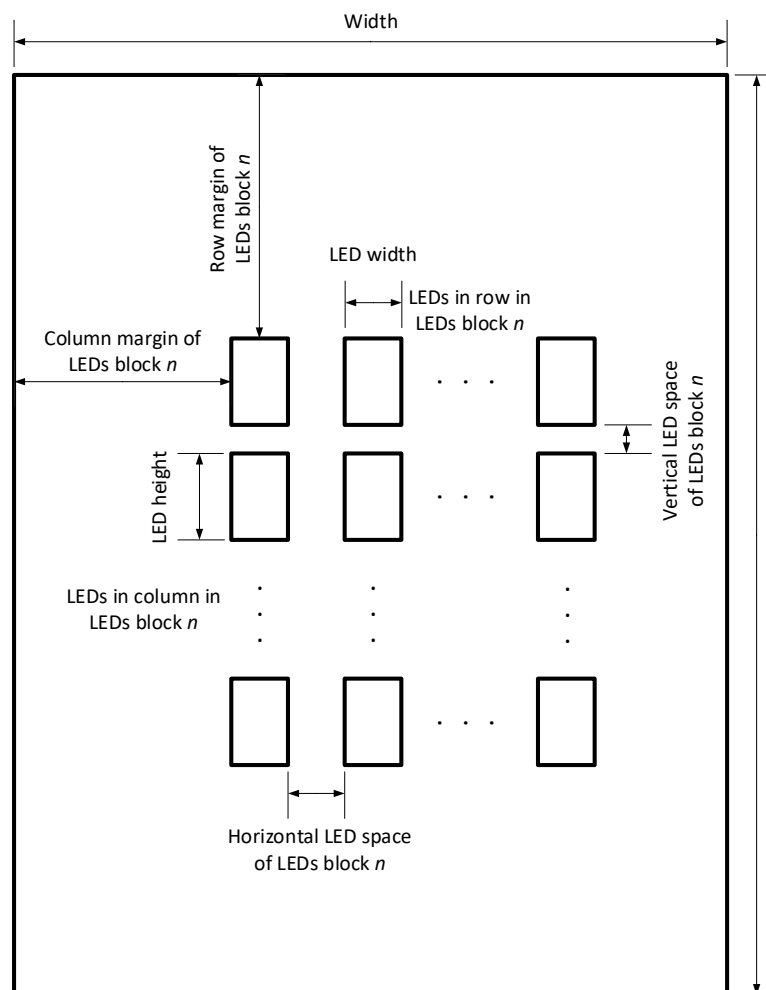 Width
Row margin of
LEDs block n
LED width
LEDs in row in
LEDs block n
Column margin of
LEDs block n
Vertical LED space
of LEDs block n
LED height
LEDs in column in
LEDs block n
Horizontal LED space
of LEDs block n